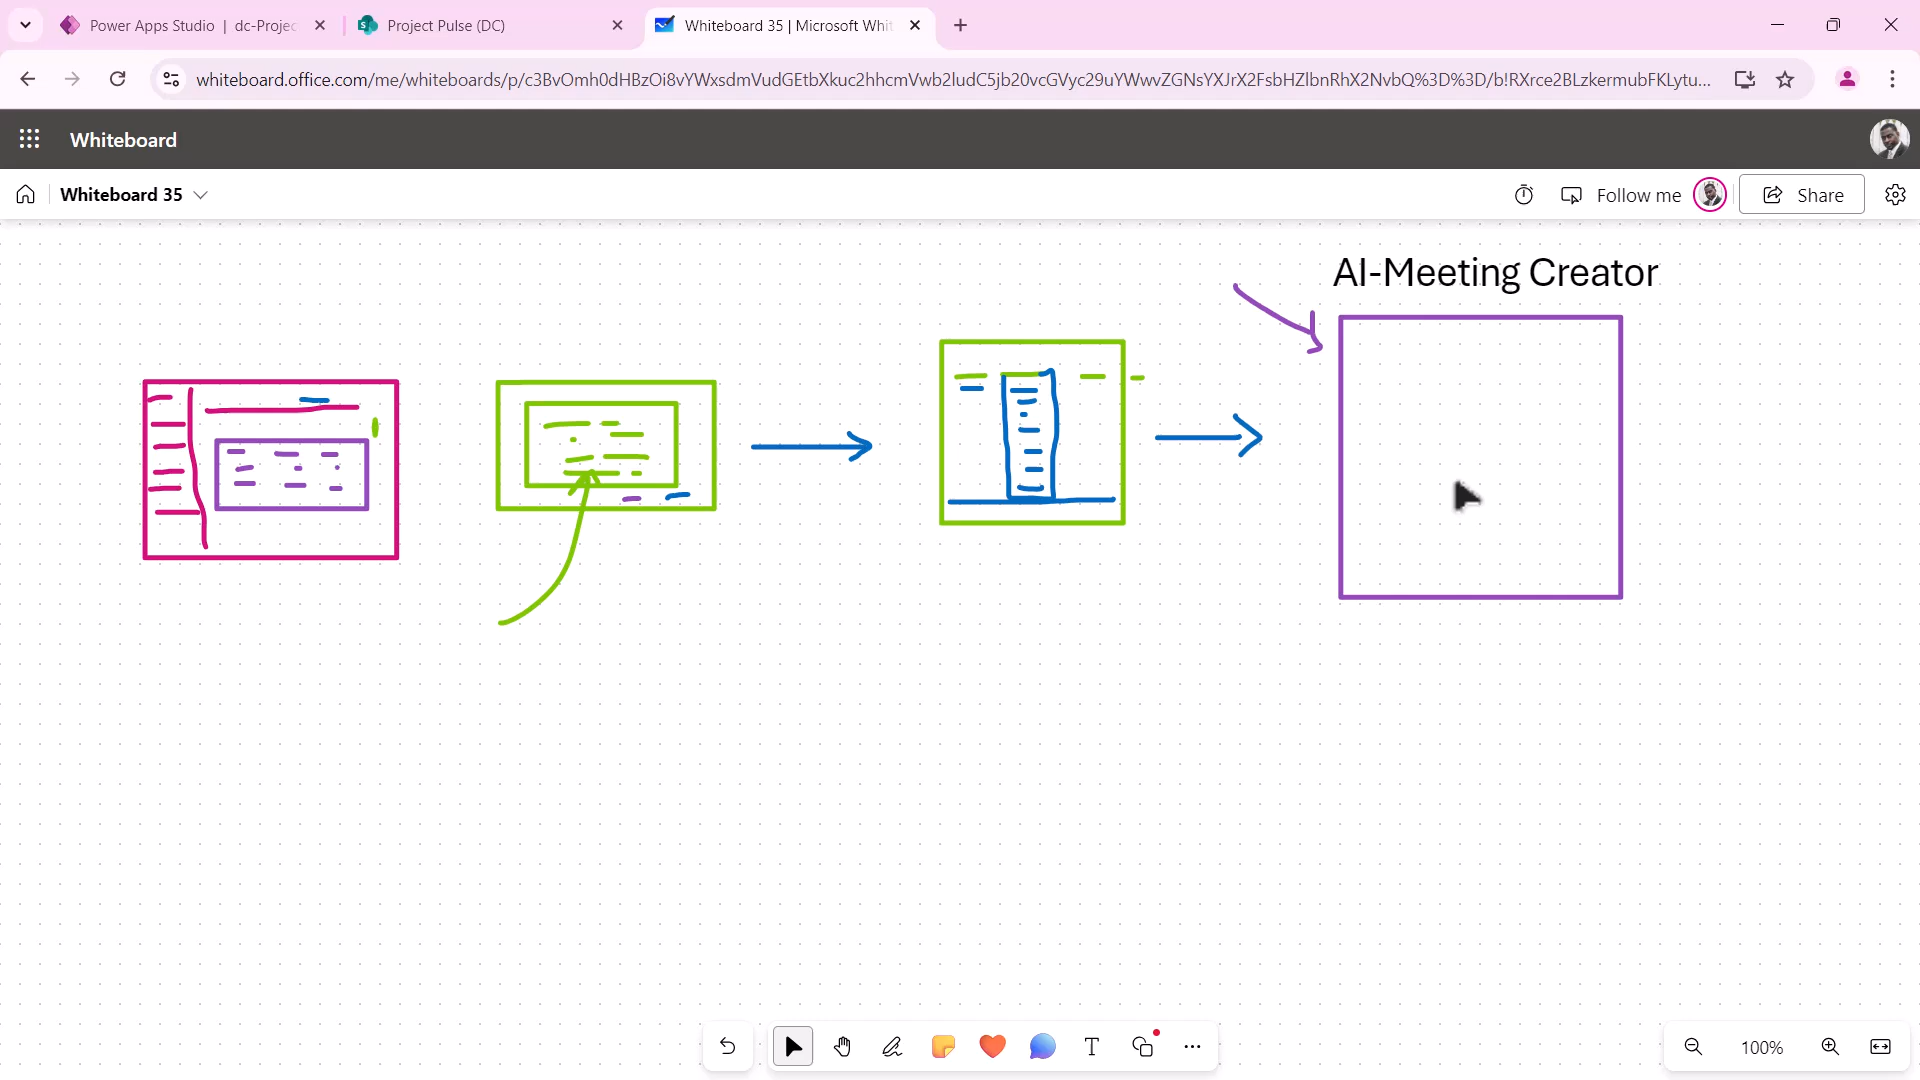 Power Apps Studio | dc-Projec
Project Pulse (DC)
Whiteboard 35 | Microsoft Whit
whiteboard.office.com/me/whiteboards/p/c3BvOmh0dHBzOi8vYWxsdmVudGEtbXkuc2hhcmVwb2ludC5jb20vcGVyc29uYWwvZGNsYXJrX2FsbHZlbnRhX2NvbQ%3D%3D/b!RXrce2BLzkermubFKLytu...
Whiteboard
Whiteboard 35
Follow me
Share
AI-Meeting Creator
100%